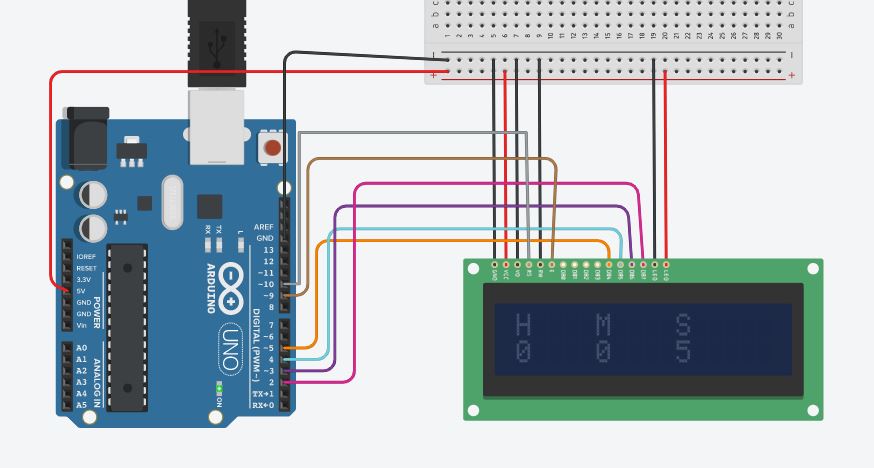 a b c
1 2 3 4 5 6 7 8 9 10 11 12 13 14 15 16 17 18 19 20 21 22 23 24 25 26 27 28 29 30
a b c
− −
+ +
AREF
GND
13
12
~11
~10
~9
8
7
~6
~5
4
~3
2
TX→1
RX←0
DIGITAL (PWM~)
RX
TX
L
ARDUINO
UNO
ON
IOREF
RESET
3.3V
5V
GND
GND
Vin
POWER
A0
A1
A2
A3
A4
A5
ANALOG IN
GND VCC V0 RS RW E DB0 DB1 DB2 DB3 DB4 DB5 DB6 DB7 LED LED
H M S
0 0 5